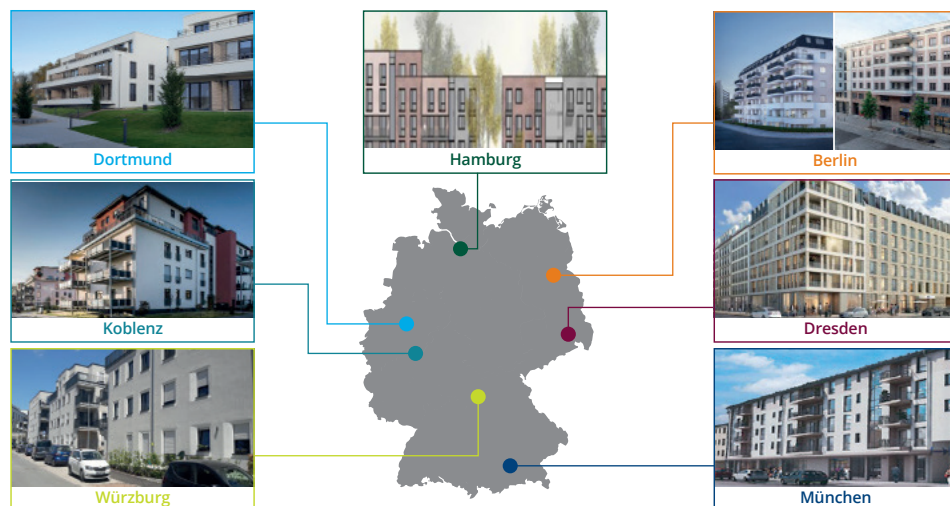 Dortmund
Hamburg
Berlin
Koblenz
Dresden
Würzburg
München